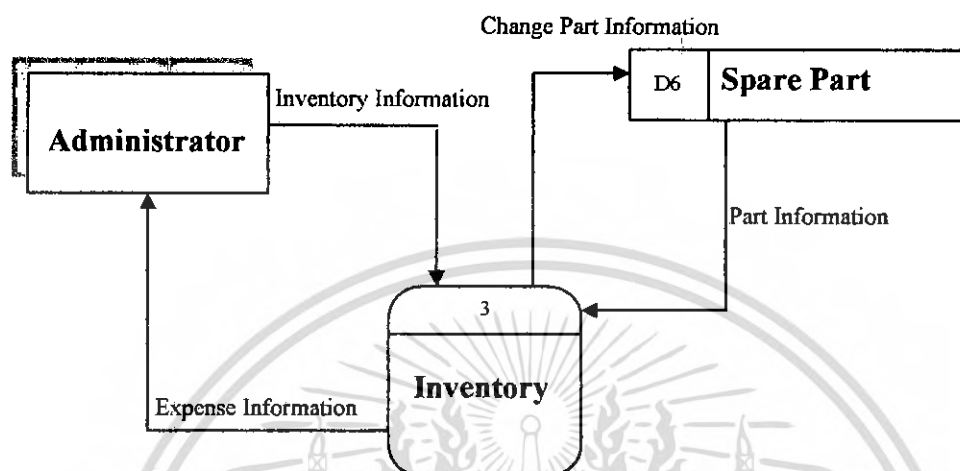 Change Part Information
D6
Spare Part
Inventory Information
Administrator
Part Information
3
Inventory
Expense Information